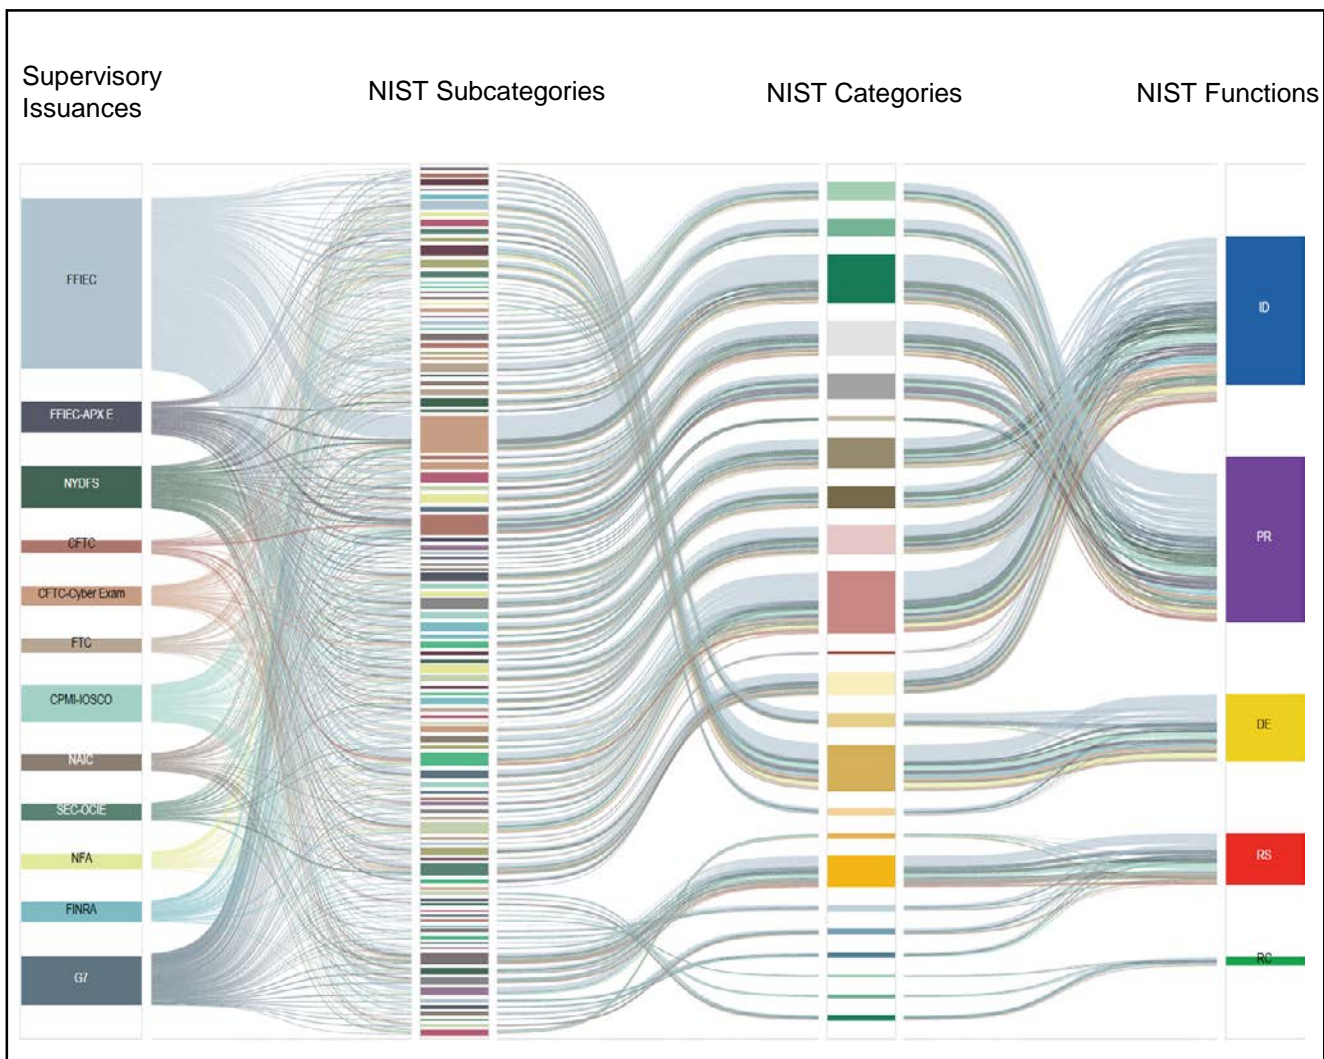 Supervisory
Issuances
NIST Subcategories
NIST Categories
NIST Functions
FFIEC
FFIEC-APX E
NYDFS
CFTC
CFTC-Cyber Exam
FTC
CPMI-IOSCO
NAIC
SEC-OCIE
NFA
FINRA
G7
ID
PR
DE
RS
RC